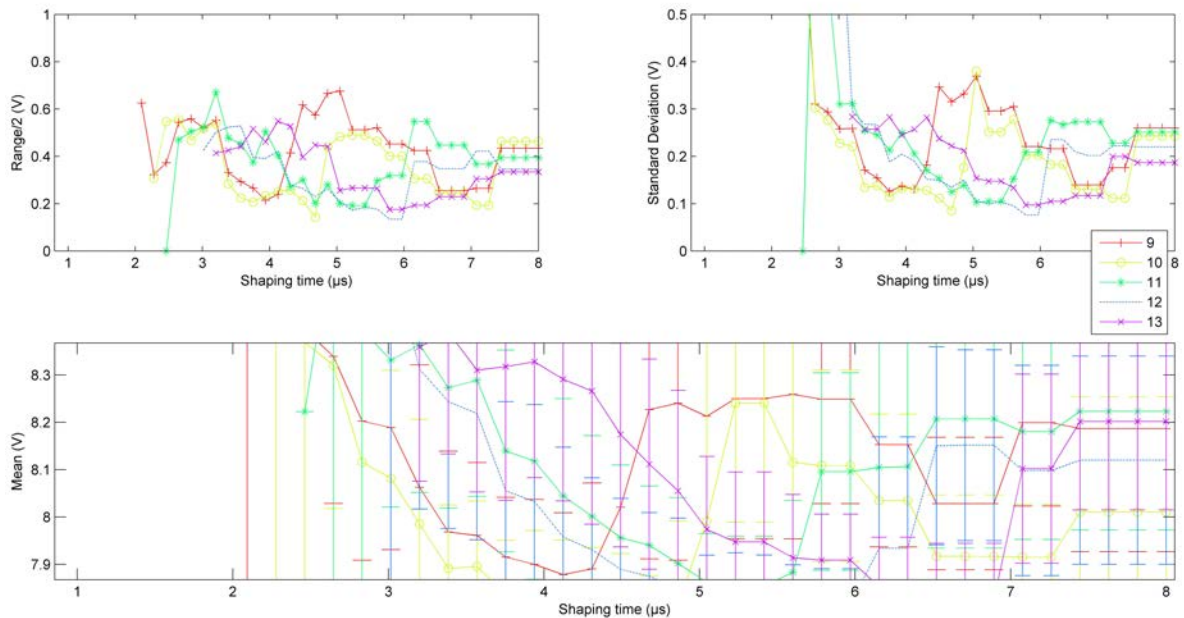 1
0.8
0.6
0.4
0.2
0
Range/2 (V)
1 2 3 4 5 6 7 8
Shaping time (µs)
0.5
0.4
0.3
0.2
0.1
0
Standard Deviation (V)
1 2 3 4 5 6 8
Shaping time (µs)
9
10
11
12
13
8.3
8.2
8.1
8
7.9
Mean (V)
1 2 3 4 5 6 7 8
Shaping time (µs)